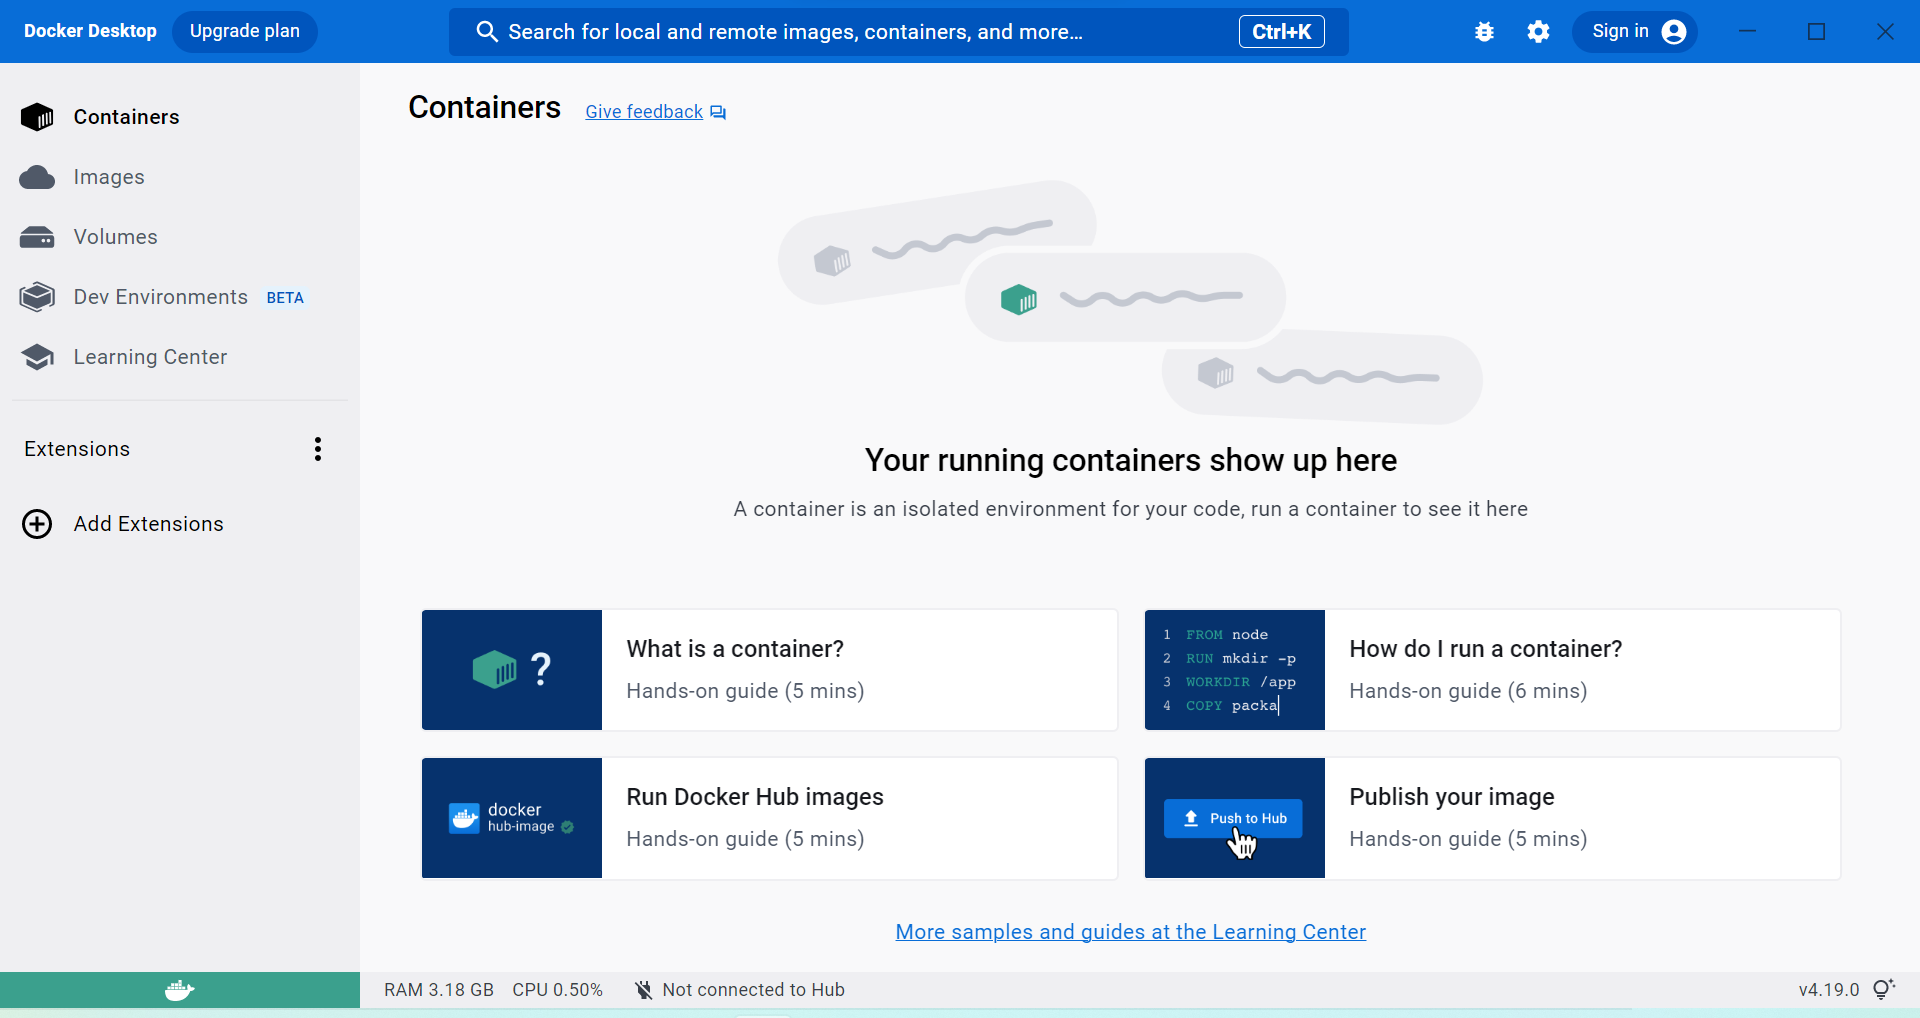 Docker Desktop
Upgrade plan
Search for local and remote images, containers, and more...
Ctrl+K
Sign in
Containers
Images
Volumes
Dev Environments BETA
Learning Center
Extensions
Add Extensions
Containers
Give feedback
Your running containers show up here
A container is an isolated environment for your code, run a container to see it here
?
What is a container?
Hands-on guide (5 mins)
1 FROM node
2 RUN mkdir -p
3 WORKDIR /app
4 COPY packa
How do I run a container?
Hands-on guide (6 mins)
docker
hub-image
Run Docker Hub images
Hands-on guide (5 mins)
Push to Hub
Publish your image
Hands-on guide (5 mins)
More samples and guides at the Learning Center
RAM 3.18 GB CPU 0.50% Not connected to Hub
v4.19.0